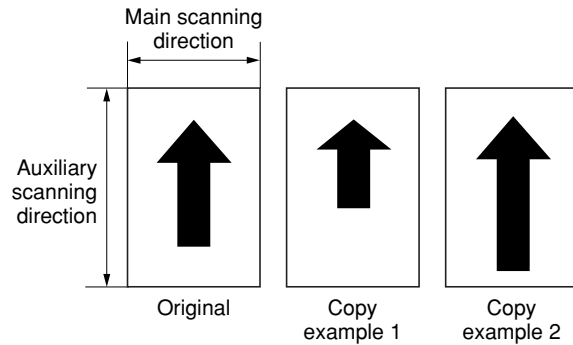 Main scanning
direction
Auxiliary
scanning
direction
Original
Copy
example 1
Copy
example 2